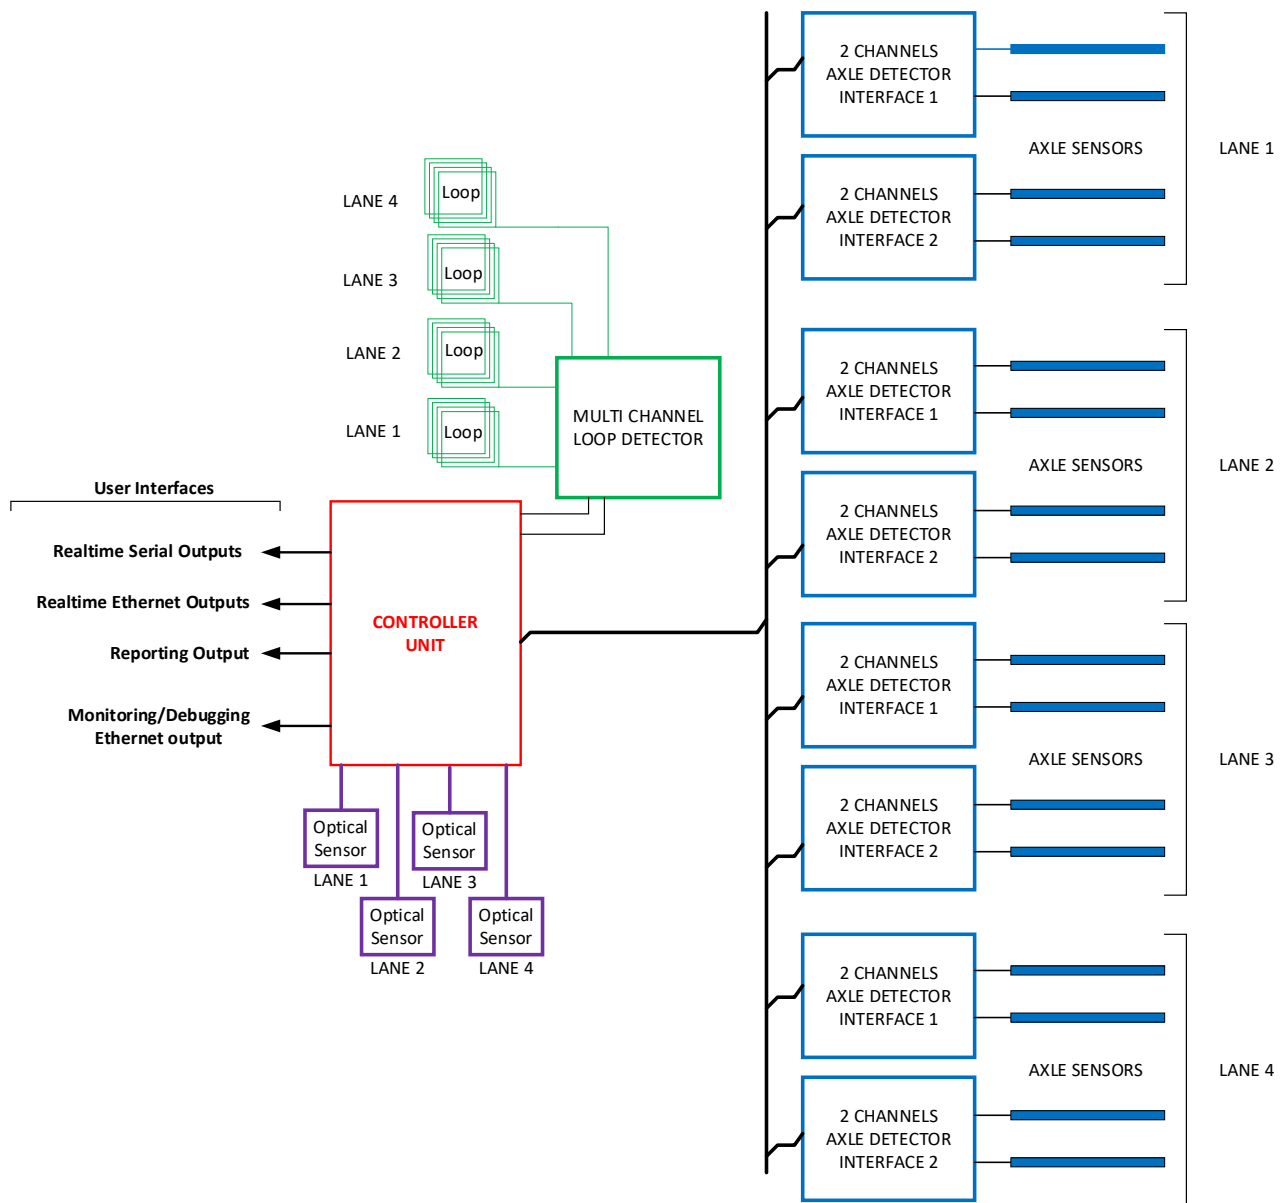 2 CHANNELS
AXLE DETECTOR
INTERFACE 1
AXLE SENSORS
LANE 1
2 CHANNELS
AXLE DETECTOR
INTERFACE 2
LANE 4
Loop
LANE 3
Loop
LANE 2
Loop
LANE 1
Loop
MULTI CHANNEL
LOOP DETECTOR
2 CHANNELS
AXLE DETECTOR
INTERFACE 1
AXLE SENSORS
LANE 2
2 CHANNELS
AXLE DETECTOR
INTERFACE 2
User Interfaces
Realtime Serial Outputs
Realtime Ethernet Outputs
Reporting Output
Monitoring/Debugging
Ethernet output
CONTROLLER
UNIT
2 CHANNELS
AXLE DETECTOR
INTERFACE 1
AXLE SENSORS
LANE 3
2 CHANNELS
AXLE DETECTOR
INTERFACE 2
Optical
Sensor
LANE 1
Optical
Sensor
LANE 3
Optical
Sensor
LANE 2
Optical
Sensor
LANE 4
2 CHANNELS
AXLE DETECTOR
INTERFACE 1
AXLE SENSORS
LANE 4
2 CHANNELS
AXLE DETECTOR
INTERFACE 2